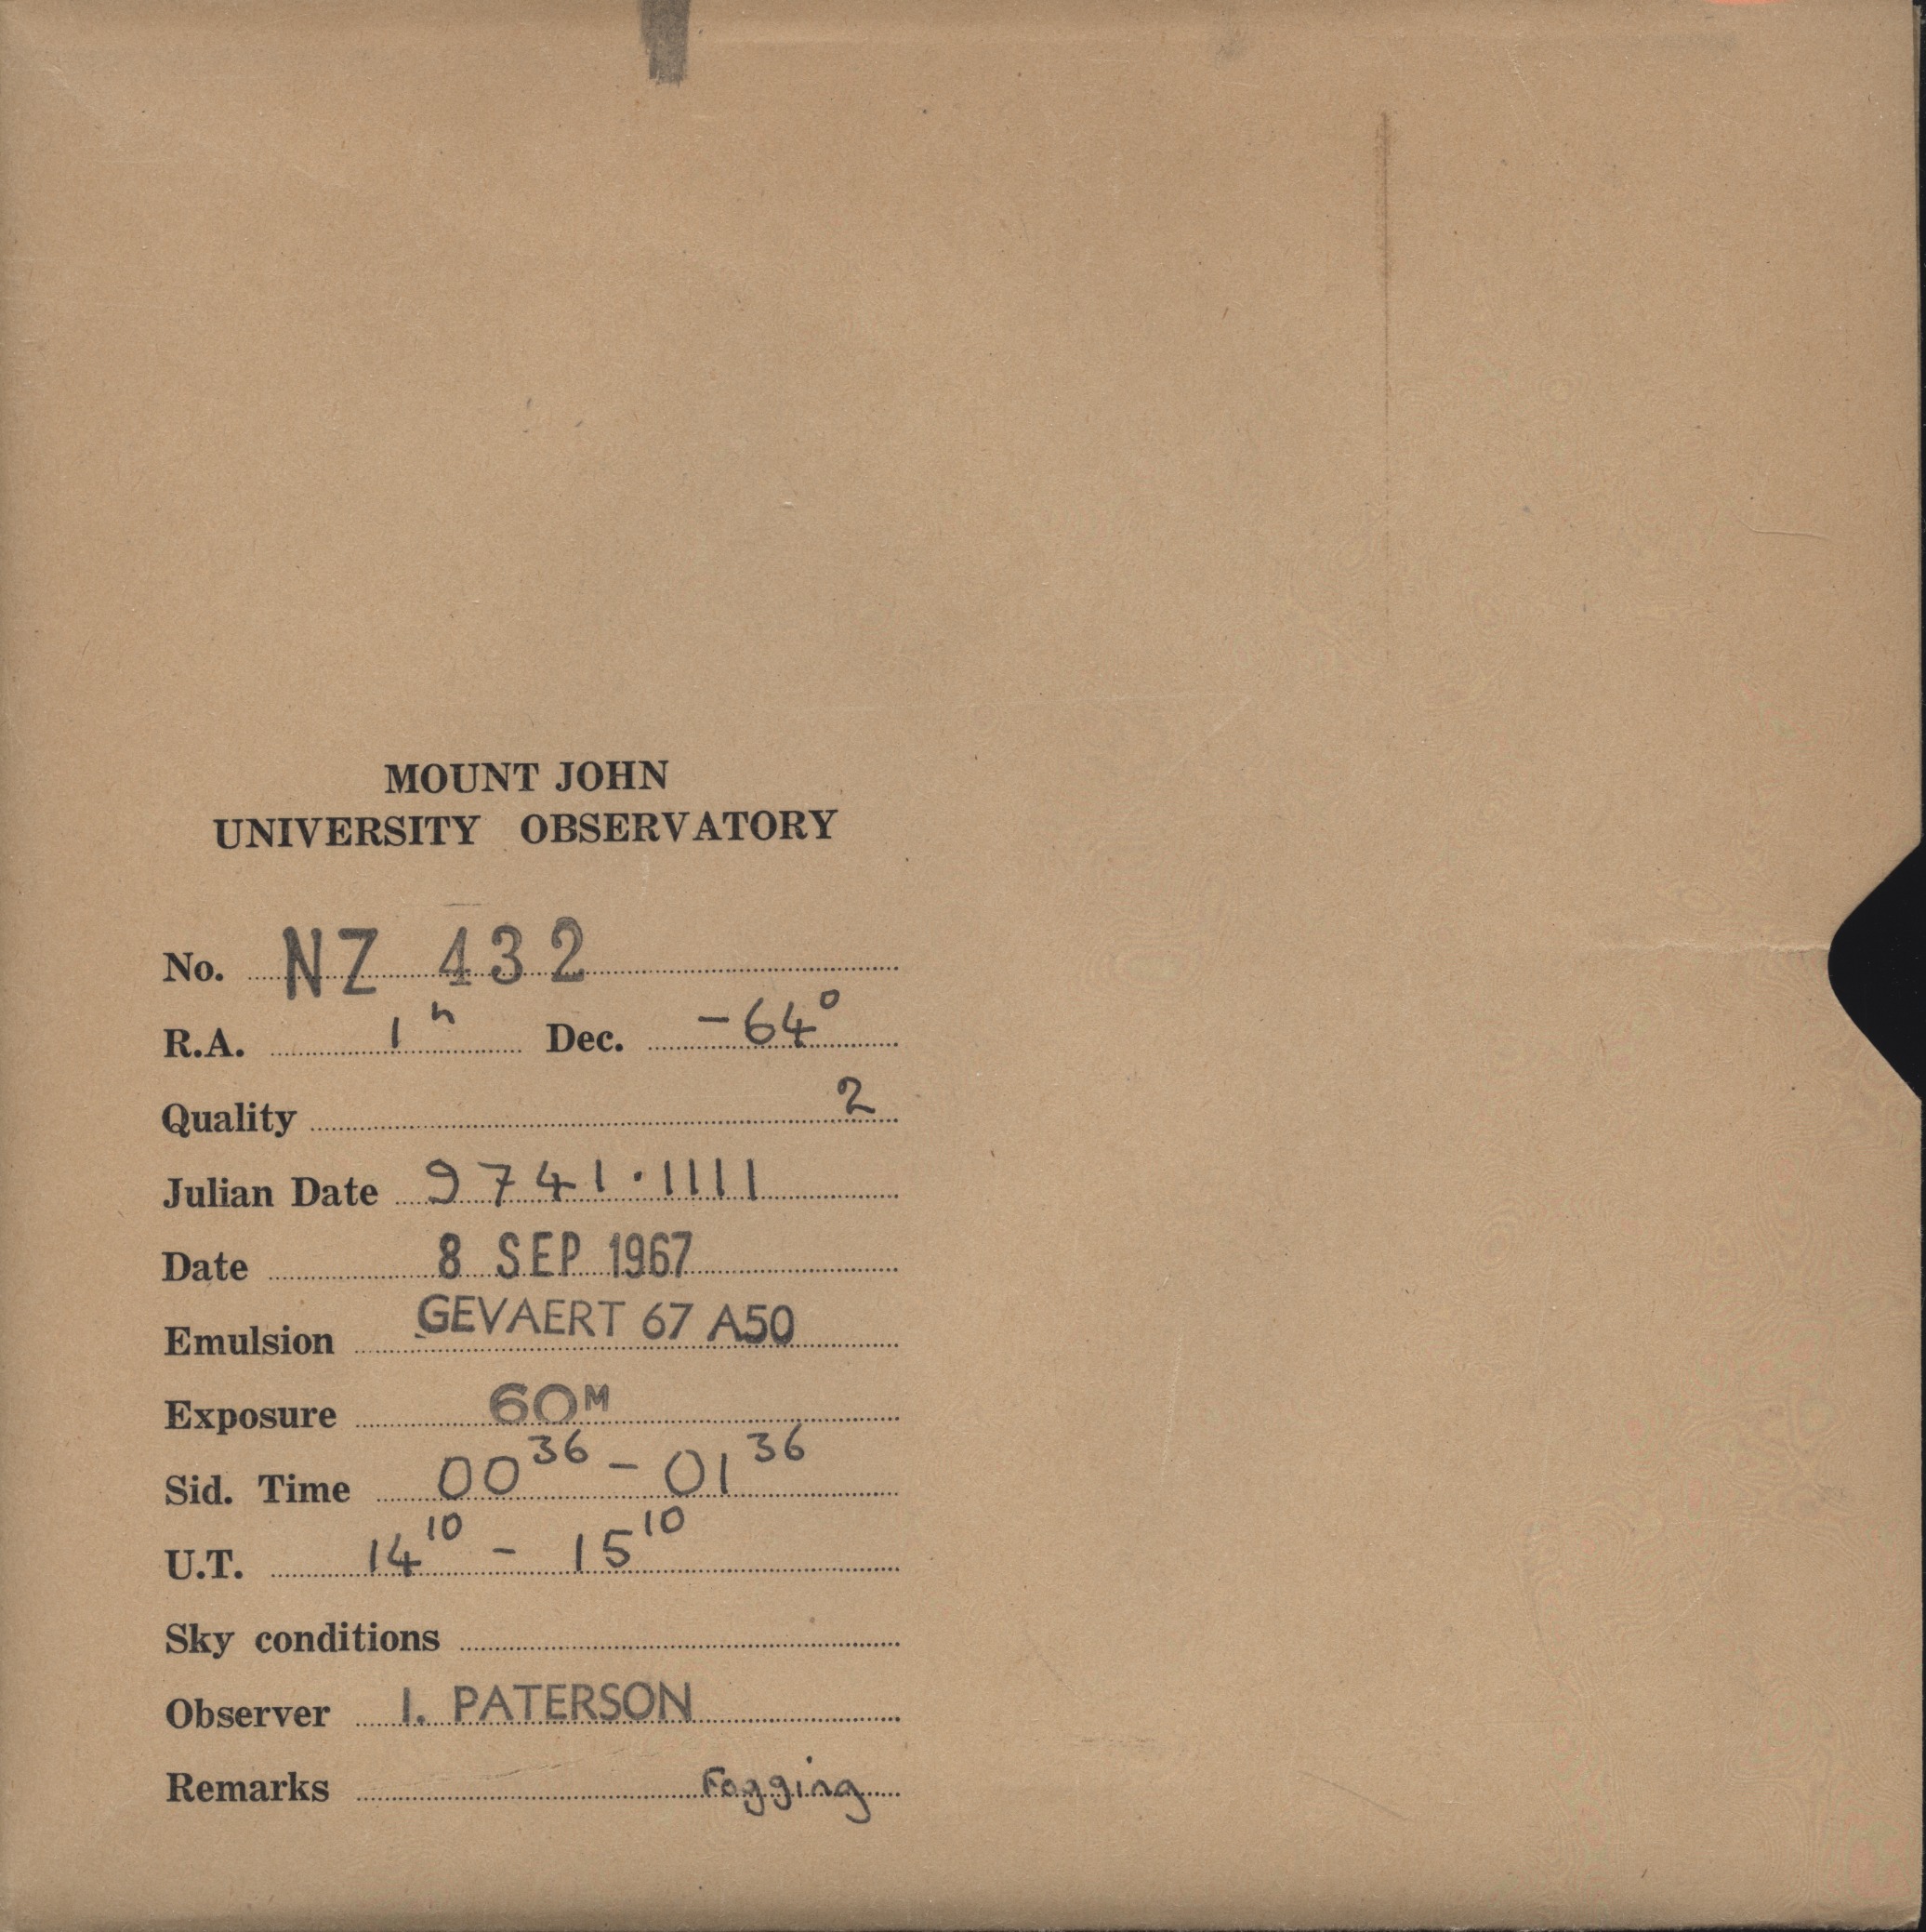 MOUNT JOHN
UNIVERSITY OBSERVATORY
No. NZ 432
R.A. 1h Dec. -64°
Quality 2
Julian Date 9741.1111
Date 8 SEP 1967
Emulsion GEVAERT 67 A50
Exposure 60M
Sid. Time 00 36 - 01 36
U.T. 14 10 - 15 10
Sky conditions
Observer I. PATERSON
Remarks Fogging